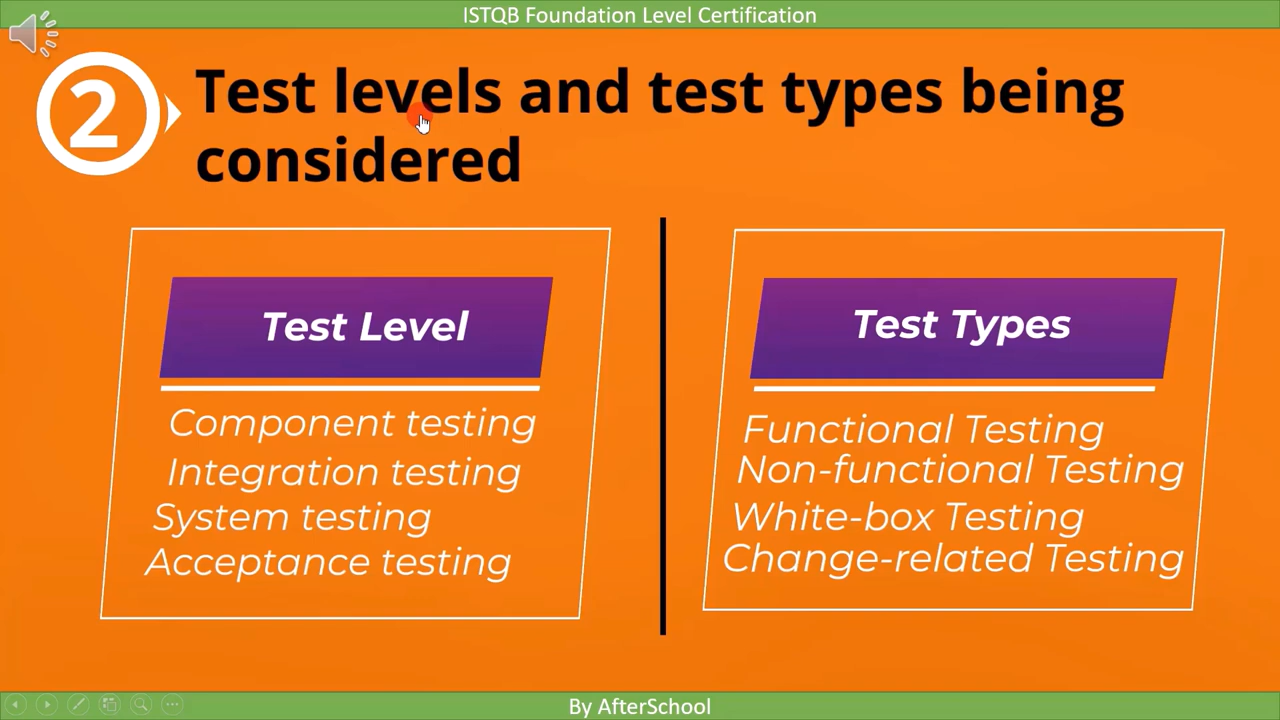 ISTQB Foundation Level Certification
2
Test levels and test types being
considered
Test Level
Component testing
Integration testing
System testing
Acceptance testing
Test Types
Functional Testing
Non-functional Testing
White-box Testing
Change-related Testing
By AfterSchool